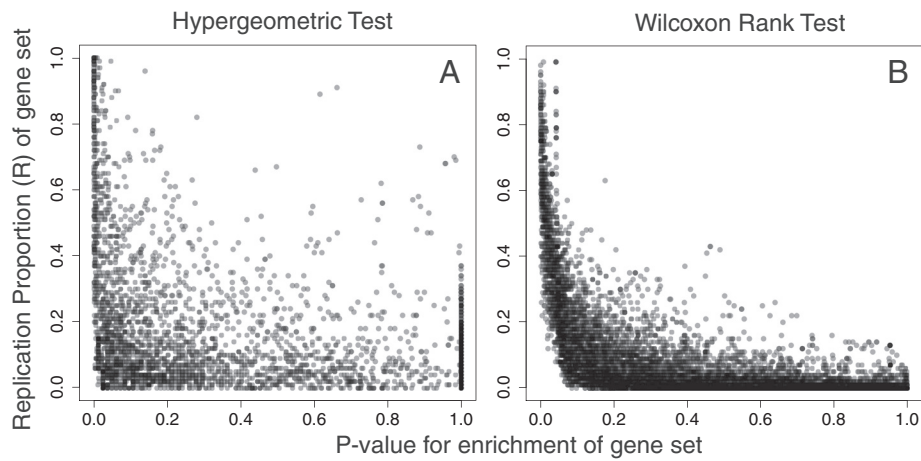 Hypergeometric Test
Wilcoxon Rank Test
A
B
Replication Proportion (R) of gene set
1.0
0.8
0.6
0.4
0.2
0.0
1.0
0.8
0.6
0.4
0.2
0.0
0.0 0.2 0.4 0.6 0.8 1.0
0.0 0.2 0.4 0.6 0.8 1.0
P-value for enrichment of gene set